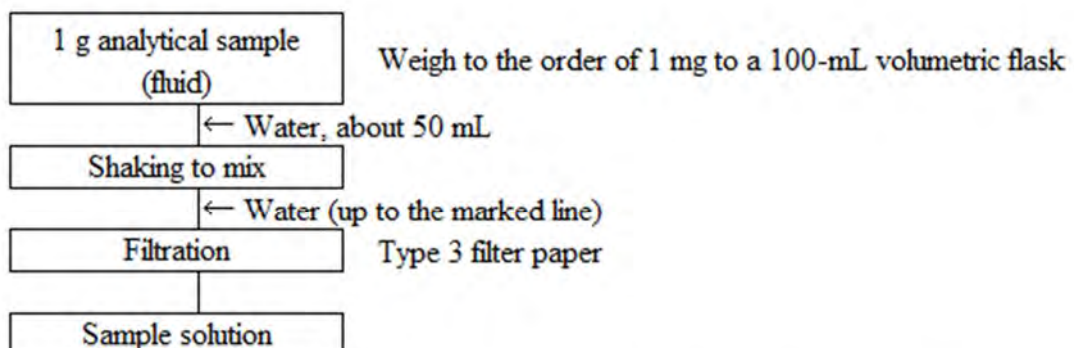 1 g analytical sample
(fluid)
Weigh to the order of 1 mg to a 100-mL volumetric flask
← Water, about 50 mL
Shaking to mix
← Water (up to the marked line)
Filtration
Type 3 filter paper
Sample solution